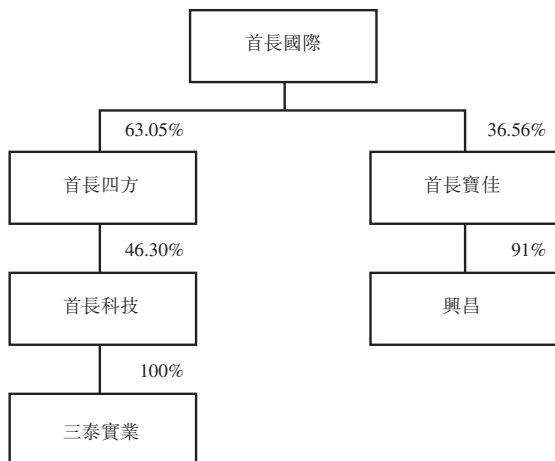 首長國際
63.05%
36.56%
首長四方
首長寶佳
46.30%
91%
首長科技
興昌
100%
三泰實業